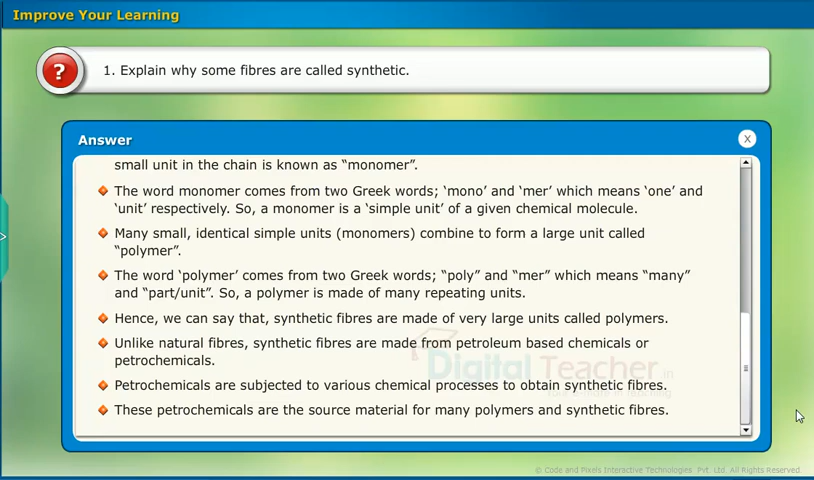 Improve Your Learning
?
1. Explain why some fibres are called synthetic.
Answer
X
small unit in the chain is known as “monomer”.
The word monomer comes from two Greek words; ‘mono’ and ‘mer’ which means ‘one’ and
‘unit’ respectively. So, a monomer is a ‘simple unit’ of a given chemical molecule.
Many small, identical simple units (monomers) combine to form a large unit called
“polymer”.
The word ‘polymer’ comes from two Greek words; “poly” and “mer” which means “many”
and “part/unit”. So, a polymer is made of many repeating units.
Hence, we can say that, synthetic fibres are made of very large units called polymers.
Unlike natural fibres, synthetic fibres are made from petroleum based chemicals or
petrochemicals.
Digital Teacher.in
Petrochemicals are subjected to various chemical processes to obtain synthetic fibres.
These petrochemicals are the source material for many polymers and synthetic fibres.
© Code and Pixels Interactive Technologies Pvt. Ltd. All Rights Reserved.